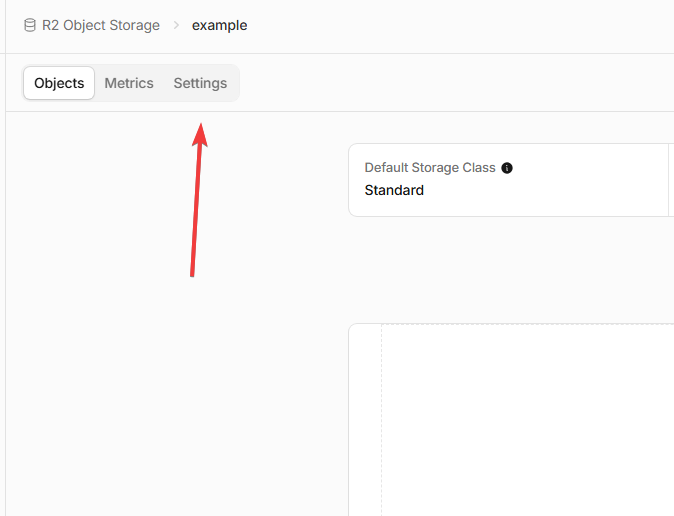 R2 Object Storage > example
Objects Metrics Settings
Default Storage Class
Standard